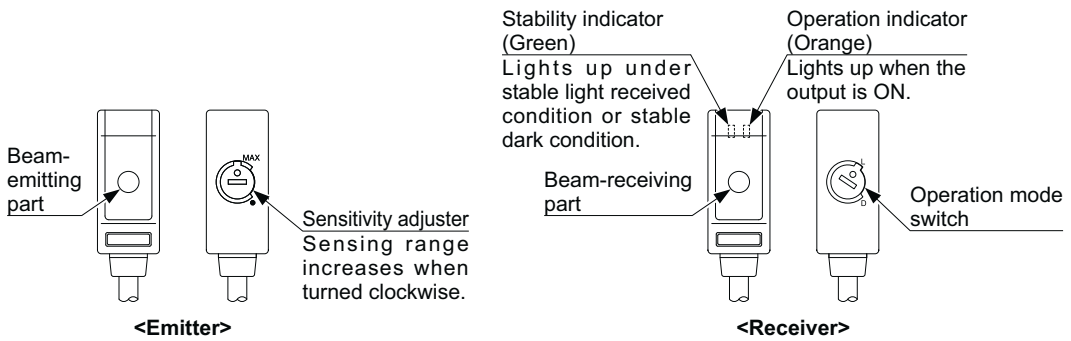 Beam-
emitting
part
MAX
Sensitivity adjuster
Sensing range
increases when
turned clockwise.
<Emitter>
Stability indicator
(Green)
Lights up under
stable light received
condition or stable
dark condition.
Operation indicator
(Orange)
Lights up when the
output is ON.
Beam-receiving
part
L
D
Operation mode
switch
<Receiver>